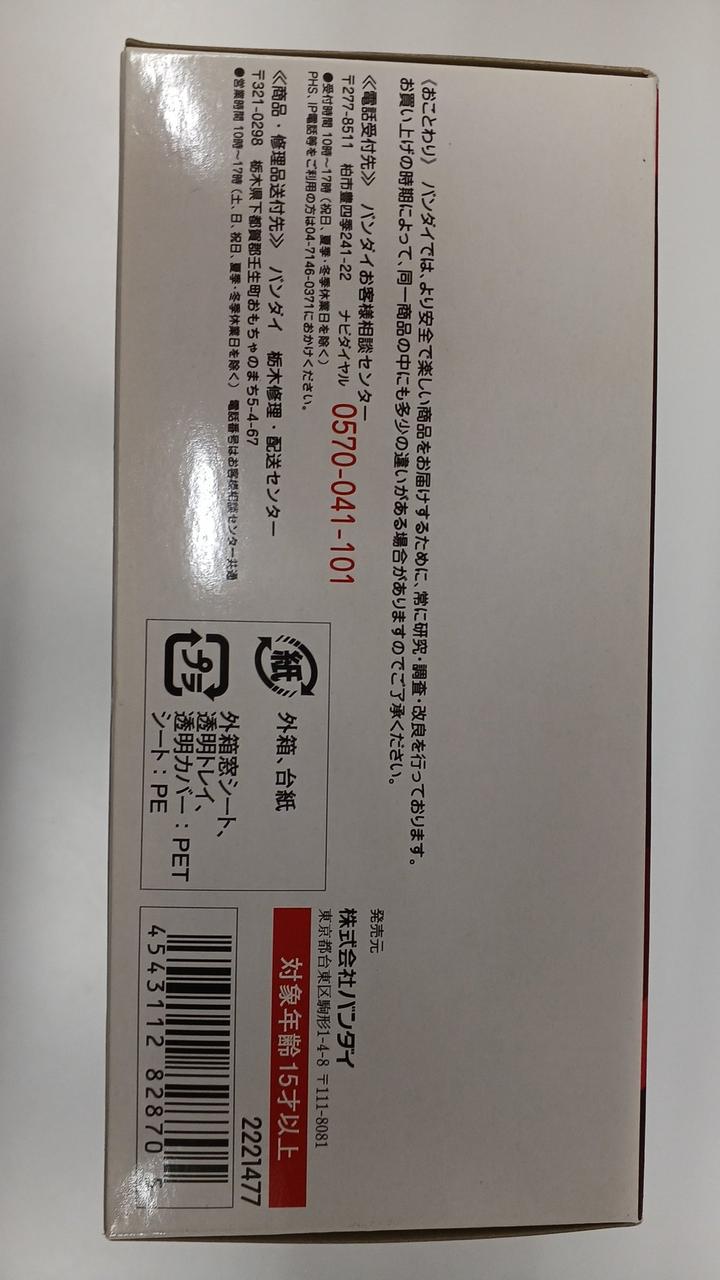 〈おことわり〉 バンダイでは、より安全で楽しい商品をお届けするために、常に研究・調査・改良を行っております。
お買い上げの時期によって、同一商品の中にも多少の違いがある場合がありますのでご了承ください。
≪電話受付先≫ バンダイお客様相談センター
〒277-8511 柏市豊四季241-22 ナビダイヤル 0570-041-101
●受付時間 10時～17時(祝日、夏季・冬季休業日を除く)
PHS、IP電話等をご利用の方は04-7146-0371におかけください。
≪商品・修理品送付先≫ バンダイ 栃木修理・配送センター
〒321-0298 栃木県下都賀郡壬生町おもちゃのまち5-4-67
●営業時間 10時～17時(土、日、祝日、夏季・冬季休業日を除く) 電話番号はお客様相談センター共通
紙 外箱、台紙
プラ 外箱窓シート、
透明トレイ、
透明カバー：PET
シート：PE
発売元
株式会社バンダイ
東京都台東区駒形1-4-8 〒111-8081
対象年齢15才以上
2221477
4543112 82870